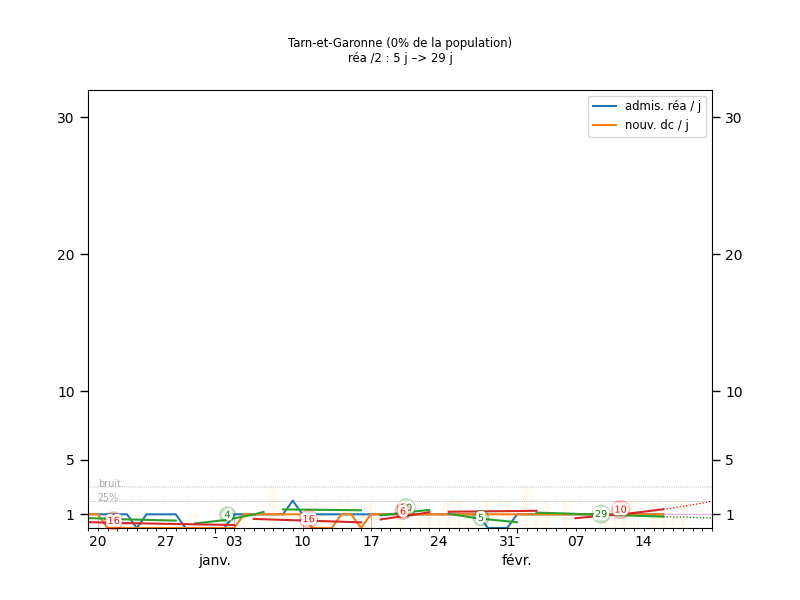 Tarn-et-Garonne (0% de la population)
réa /2 : 5 j –> 29 j
admis. réa / j
nouv. dc / j
30 30
20 20
10 10
5 5
bruit
25%
1 1
16 4 16 6 5 29 10
20 27 - 03 10 17 24 31- 07 14
janv. févr.